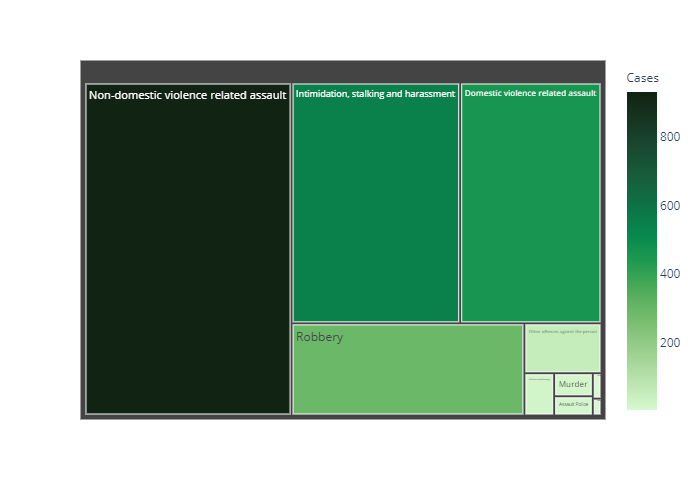 Cases
Non-domestic violence related assault
Intimidation, stalking and harassment
Domestic violence related assault
800
600
400
200
Robbery
Other offences against the person
Murder
Assault Police